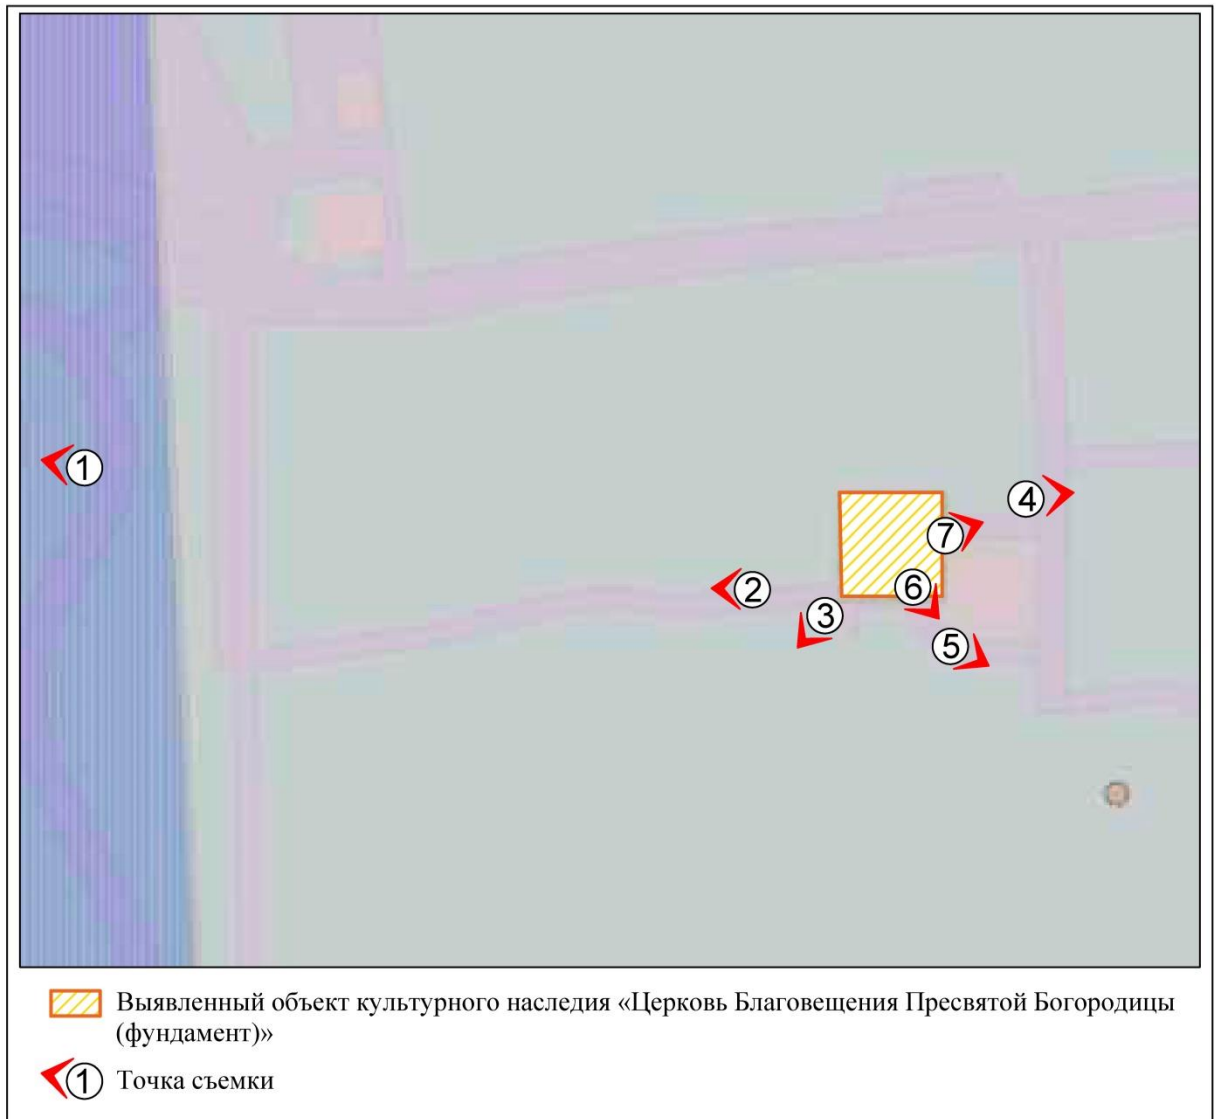 1
4
7
2
6
3
5
Выявленный объект культурного наследия «Церковь Благовещения Пресвятой Богородицы
(фундамент)»
1 Точка съемки